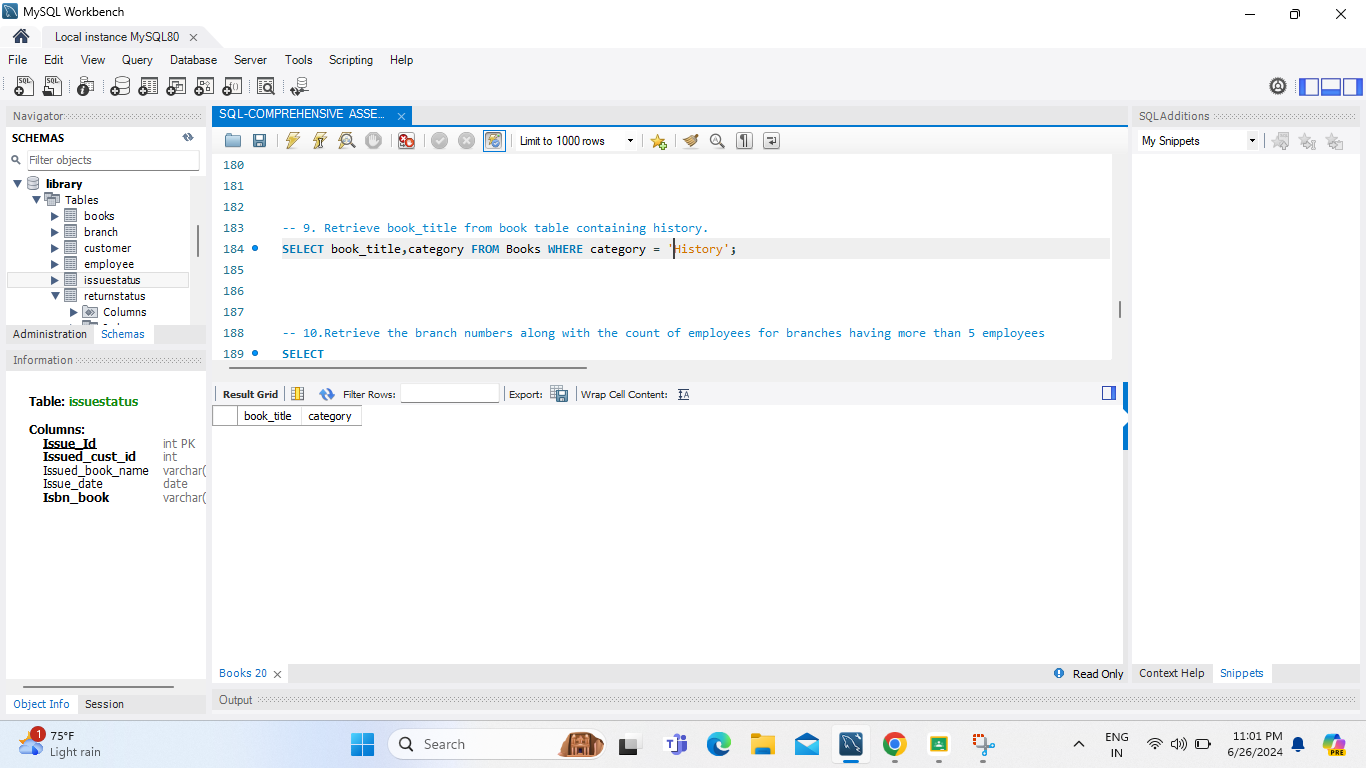 MySQL Workbench
Local instance MySQL80
File Edit View Query Database Server Tools Scripting Help
Navigator
SCHEMAS
Filter objects
library
Tables
books
branch
customer
employee
issuestatus
returnstatus
Columns
Administration Schemas
Information
Table: issuestatus
Columns:
Issue_Id int PK
Issued_cust_id int
Issued_book_name varchar(
Issue_date date
Isbn_book varchar(
Object Info Session
SQL-COMPREHENSIVE ASSE...
Limit to 1000 rows
180
181
182
183 -- 9. Retrieve book_title from book table containing history.
184 SELECT book_title,category FROM Books WHERE category = 'History';
185
186
187
188 -- 10.Retrieve the branch numbers along with the count of employees for branches having more than 5 employees
189 SELECT
Result Grid Filter Rows: Export: Wrap Cell Content:
book_title category
Books 20
Read Only
Output
SQLAdditions
My Snippets
Context Help Snippets
1
75°F
Light rain
Search
PRE
ENG
IN
11:01 PM
6/26/2024